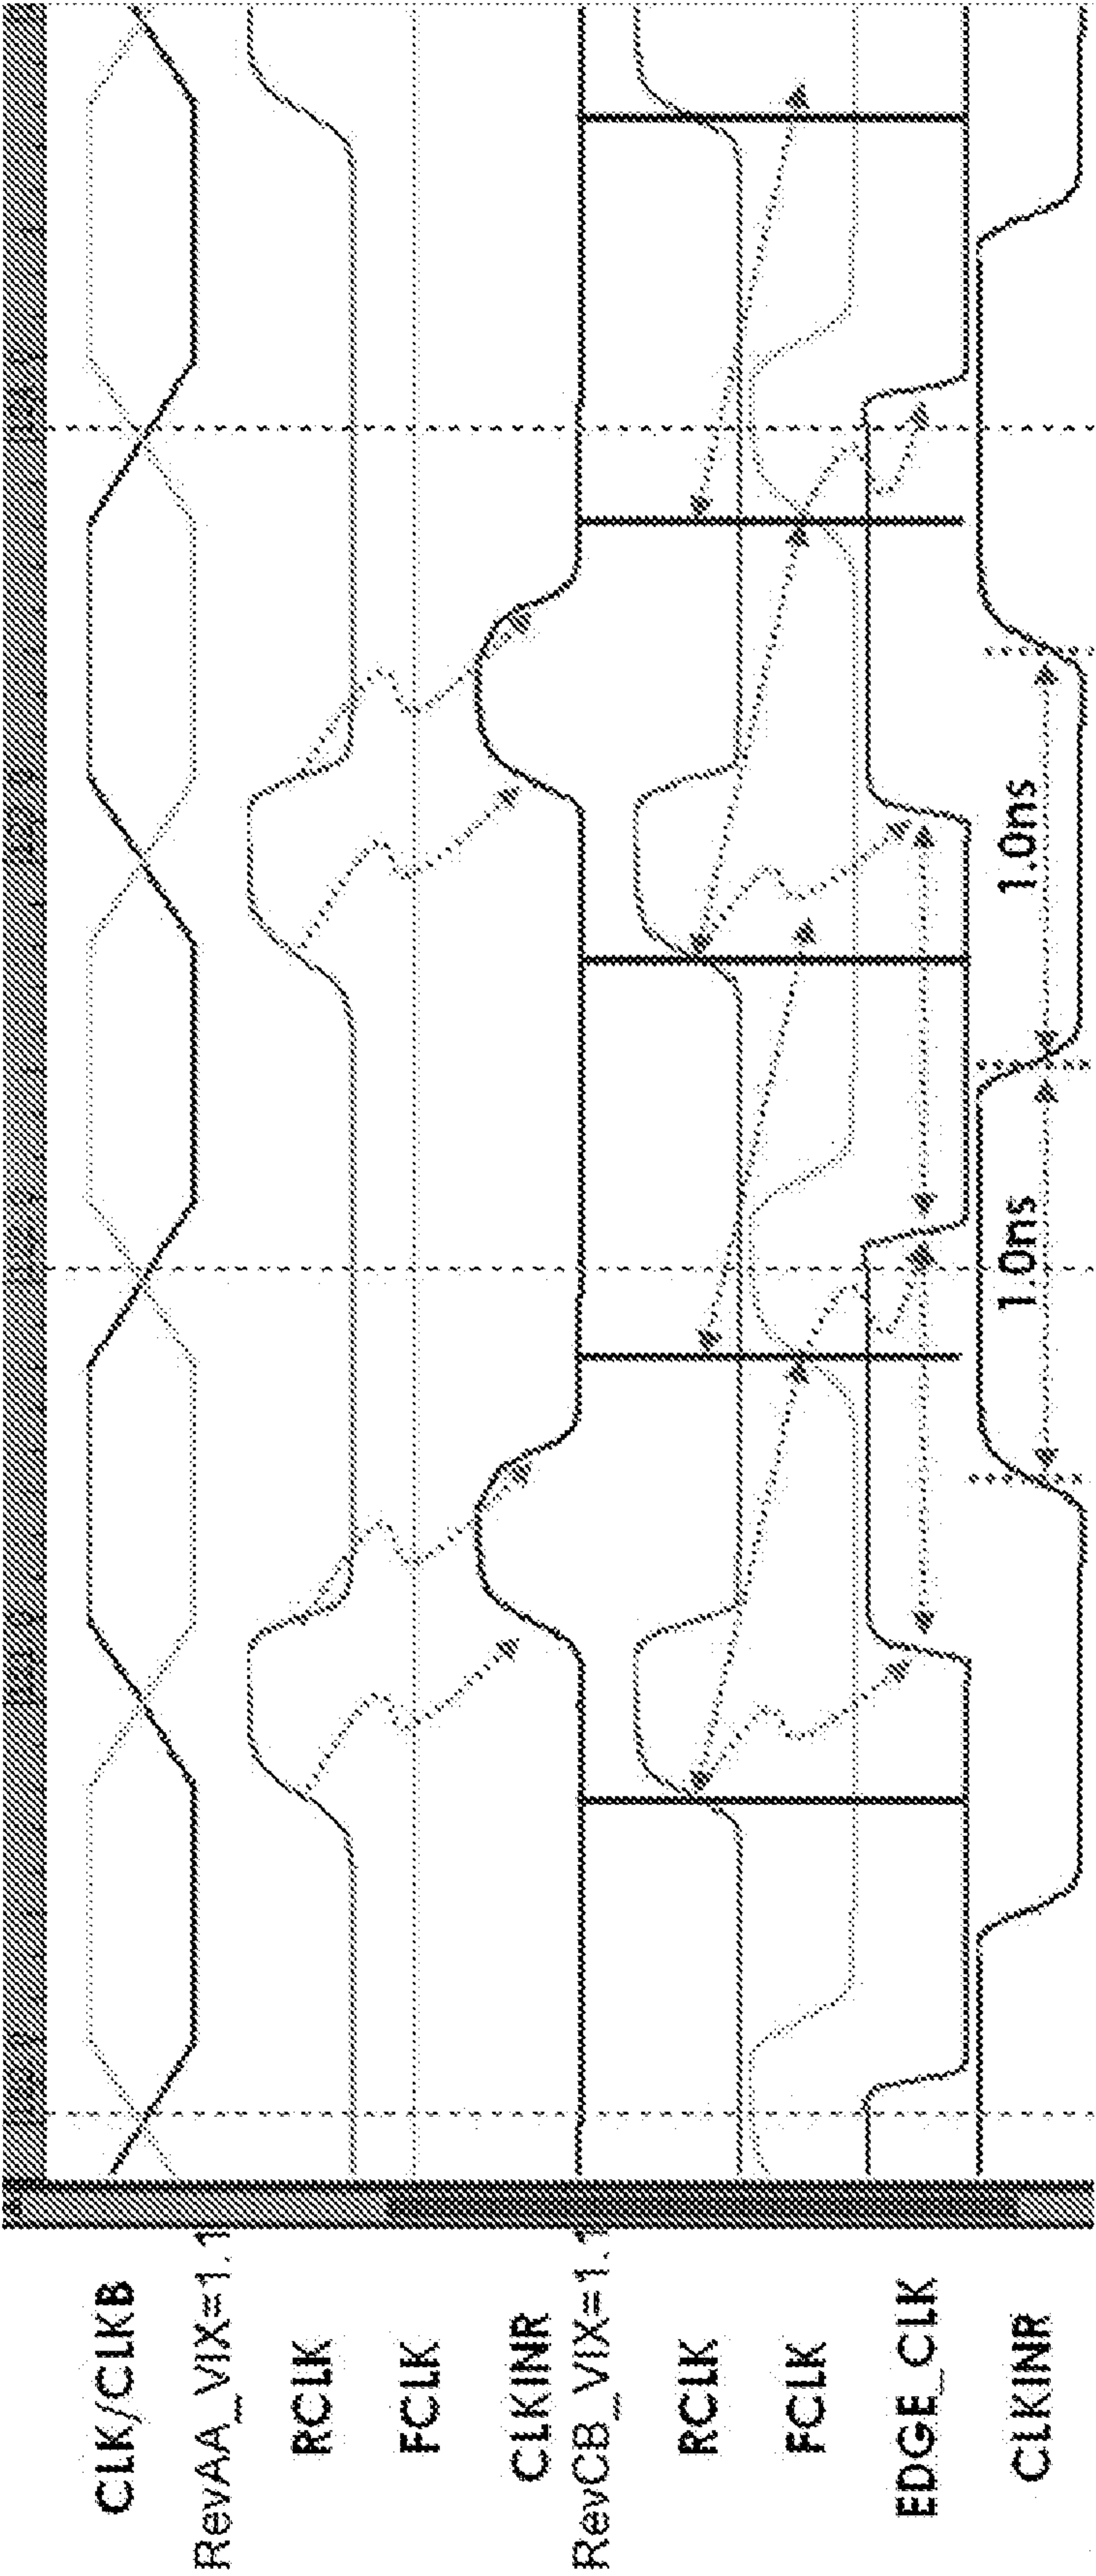 CLK/CLKB
RevAA_VIX=1.1
RCLK
FCLK
CLKINR
RevCB_VIX=1.1
RCLK
FCLK
EDGE_CLK
CLKINR
1.0ns
1.0ns